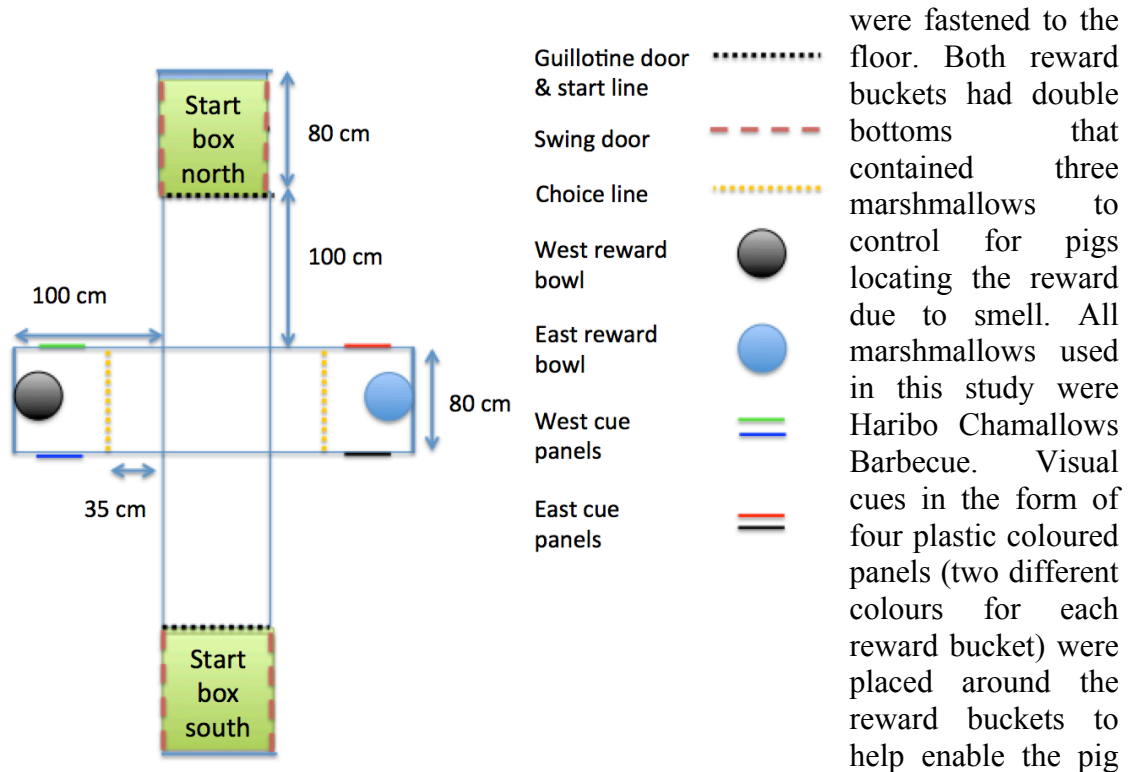 Start
box
north
80 cm
100 cm
100 cm
80 cm
35 cm
Start
box
south
Guillotine door
& start line
Swing door
Choice line
West reward
bowl
East reward
bowl
West cue
panels
East cue
panels
were fastened to the
floor. Both reward
buckets had double
bottoms that
contained three
marshmallows to
control for pigs
locating the reward
due to smell. All
marshmallows used
in this study were
Haribo Chamallows
Barbecue. Visual
cues in the form of
four plastic coloured
panels (two different
colours for each
reward bucket) were
placed around the
reward buckets to
help enable the pig